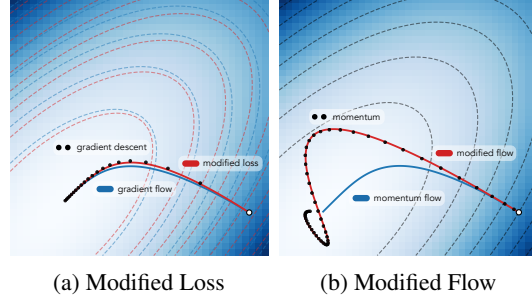 gradient descent
modified loss
gradient flow
(a) Modified Loss
momentum
modified flow
momentum flow
(b) Modified Flow